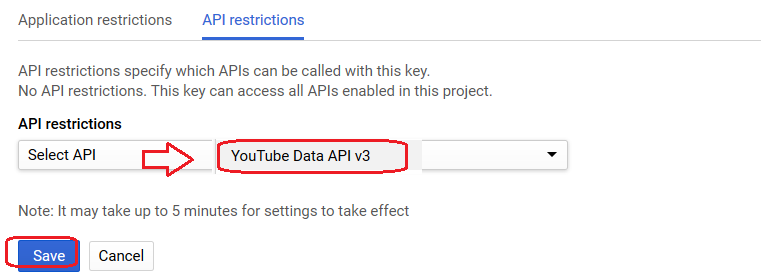 Application restrictions API restrictions
API restrictions specify which APIs can be called with this key.
No API restrictions. This key can access all APIs enabled in this project.
API restrictions
Select API YouTube Data API v3
Note: It may take up to 5 minutes for settings to take effect
Save Cancel